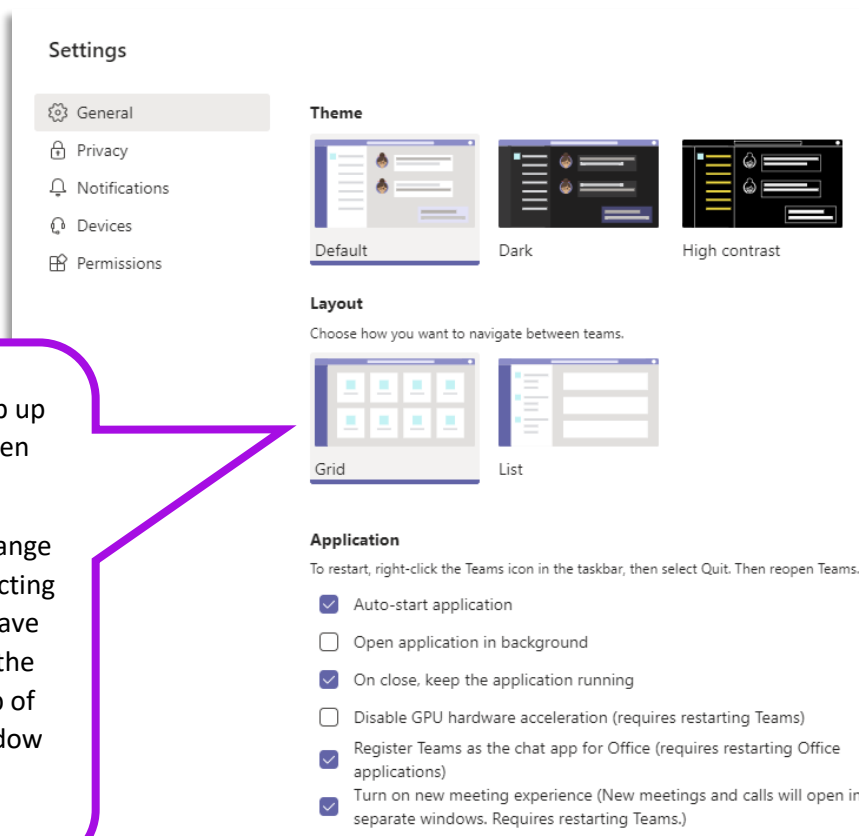 Settings
General
Privacy
Notifications
Devices
Permissions
Theme
Default
Dark
High contrast
Layout
Choose how you want to navigate between teams.
Grid
List
Application
To restart, right-click the Teams icon in the taskbar, then select Quit. Then reopen Teams.
Auto-start application
Open application in background
On close, keep the application running
Disable GPU hardware acceleration (requires restarting Teams)
Register Teams as the chat app for Office (requires restarting Office
applications)
Turn on new meeting experience (New meetings and calls will open in
separate windows. Requires restarting Teams.)
up
of